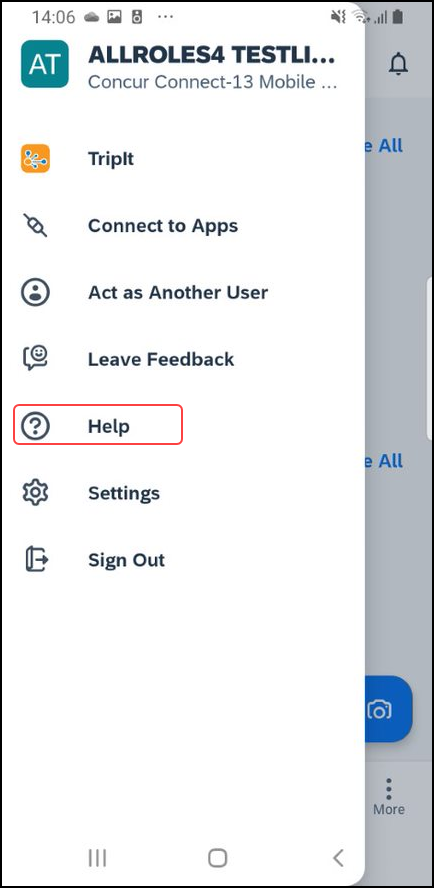 14:06
AT
ALLROLES4 TESTLI...
Concur Connect-13 Mobile ...
TripIt
e All
Connect to Apps
Act as Another User
Leave Feedback
Help
e All
Settings
Sign Out
More